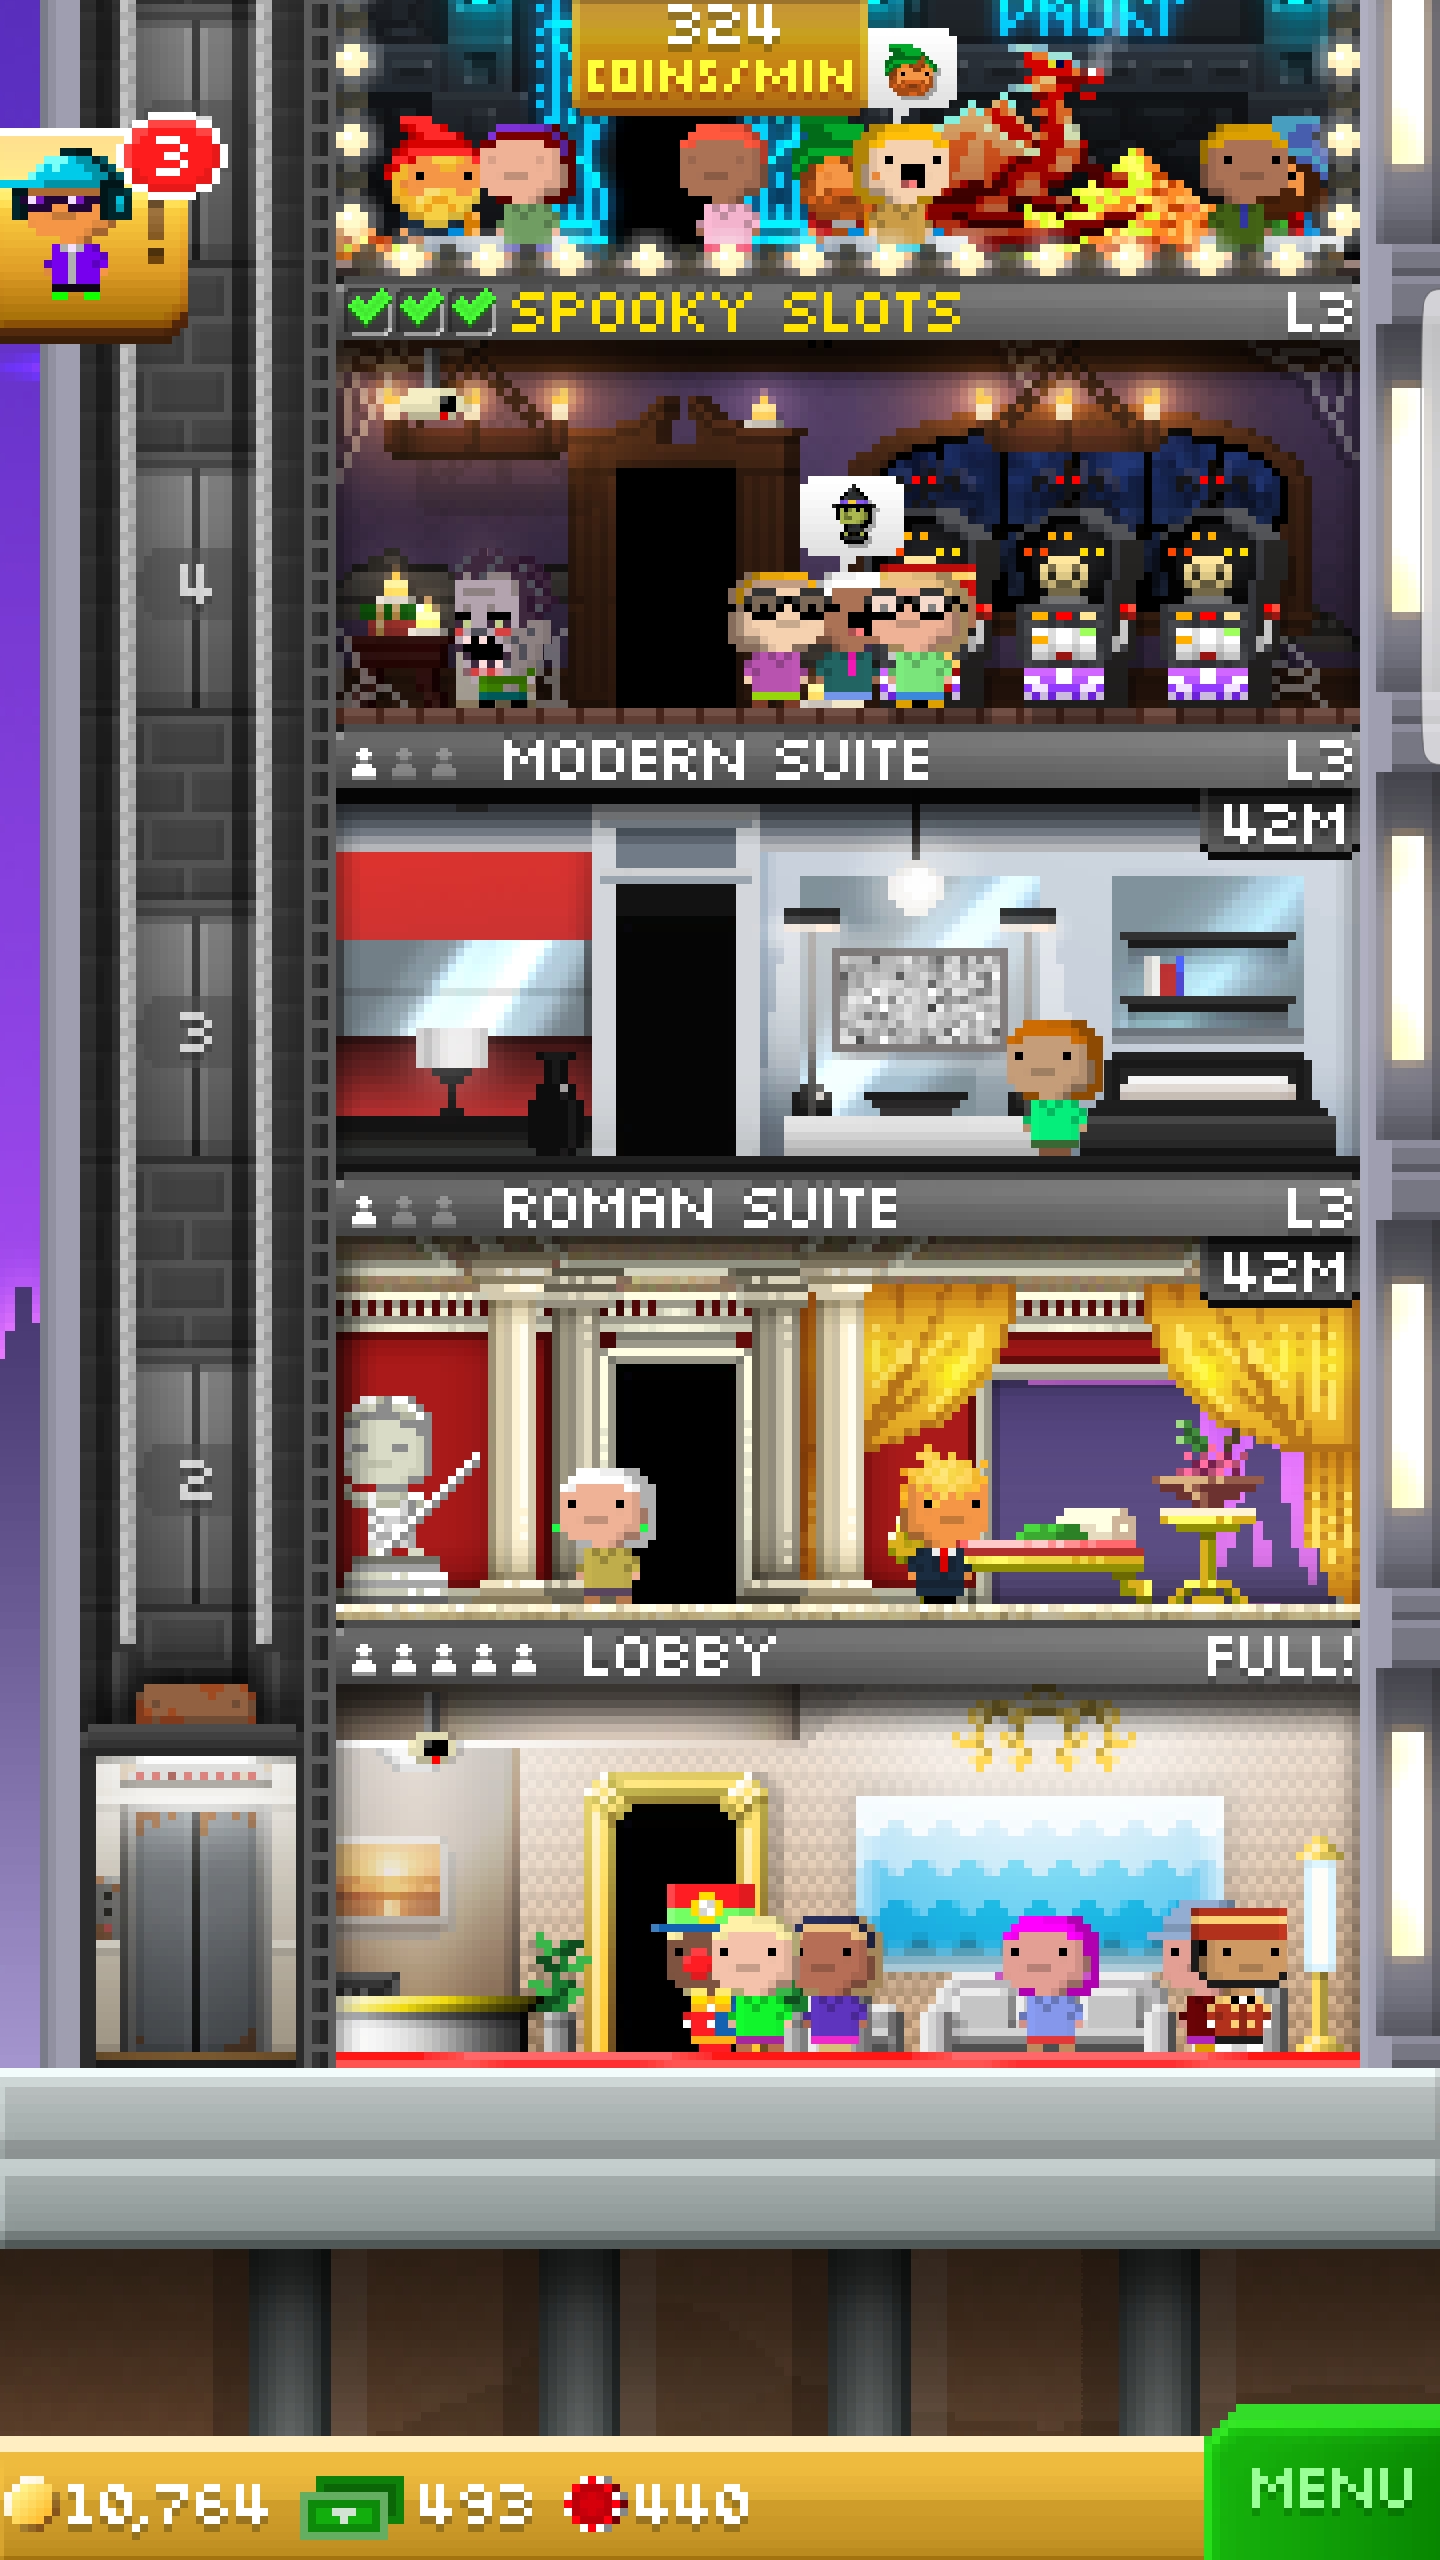 324
COINS/MIN
3
!
SPOOKY SLOTS L3
4
MODERN SUITE L3
42M
3
ROMAN SUITE L3
42M
2
LOBBY FULL!
10,764 493 440
MENU